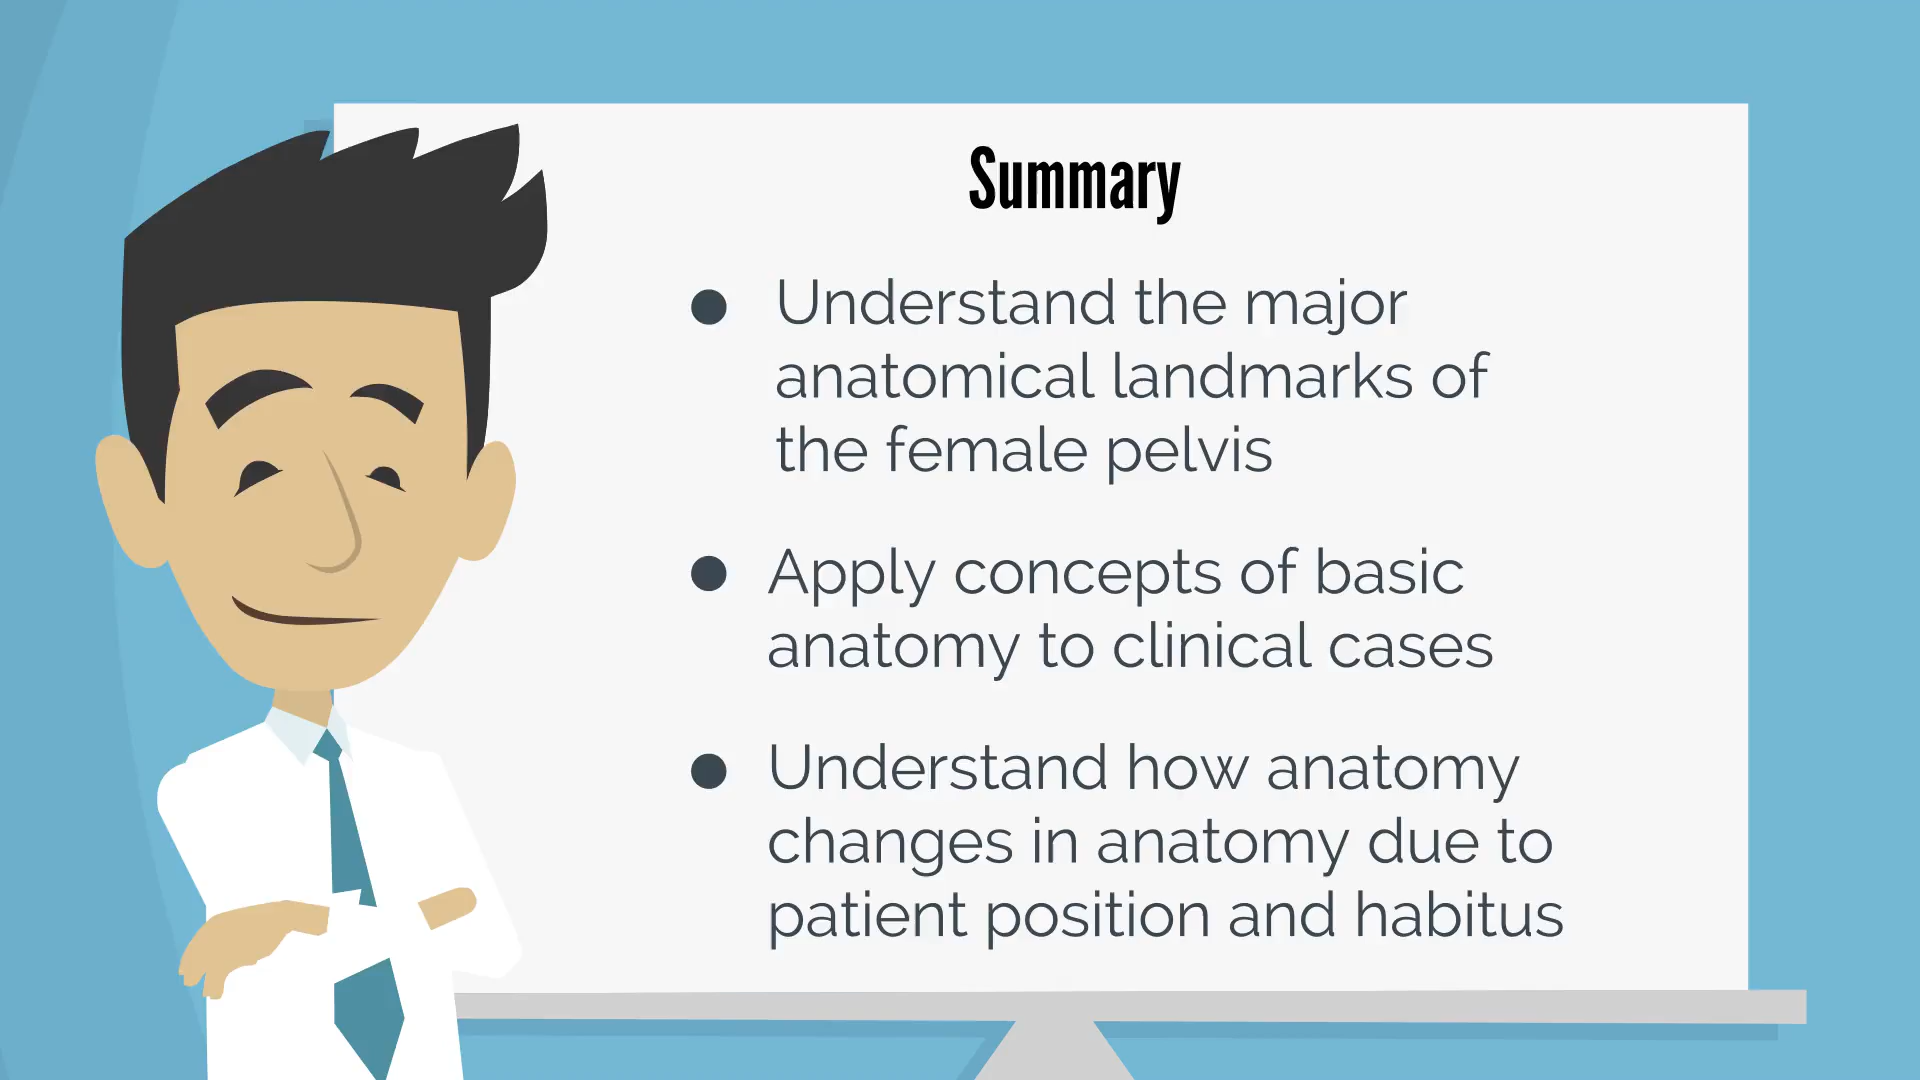 Summary
● Understand the major
anatomical landmarks of
the female pelvis
● Apply concepts of basic
anatomy to clinical cases
● Understand how anatomy
changes in anatomy due to
patient position and habitus